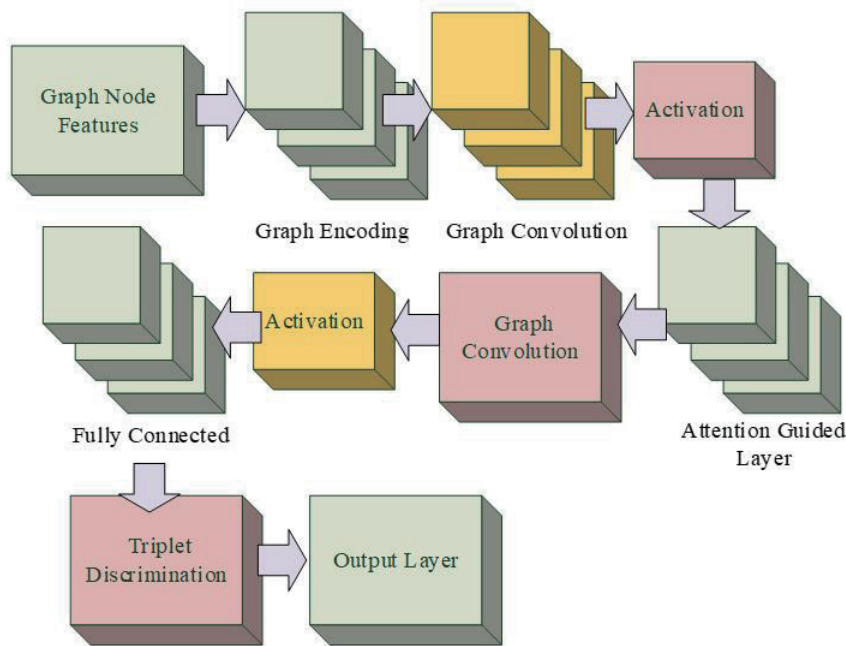 Graph Node
Features
Activation
Graph Encoding
Graph Convolution
Graph
Convolution
Activation
Fully Connected
Attention Guided
Layer
Triplet
Discrimination
Output Layer